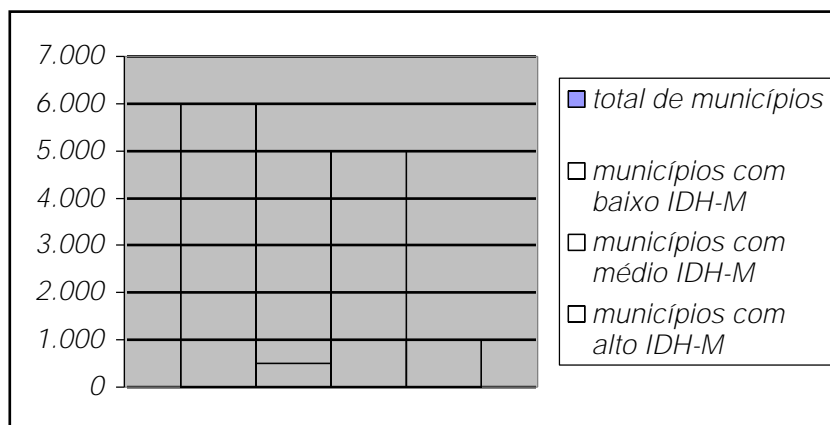 7.000
6.000
5.000
4.000
3.000
2.000
1.000
0
total de municípios
municípios com
baixo IDH-M
municípios com
médio IDH-M
municípios com
alto IDH-M